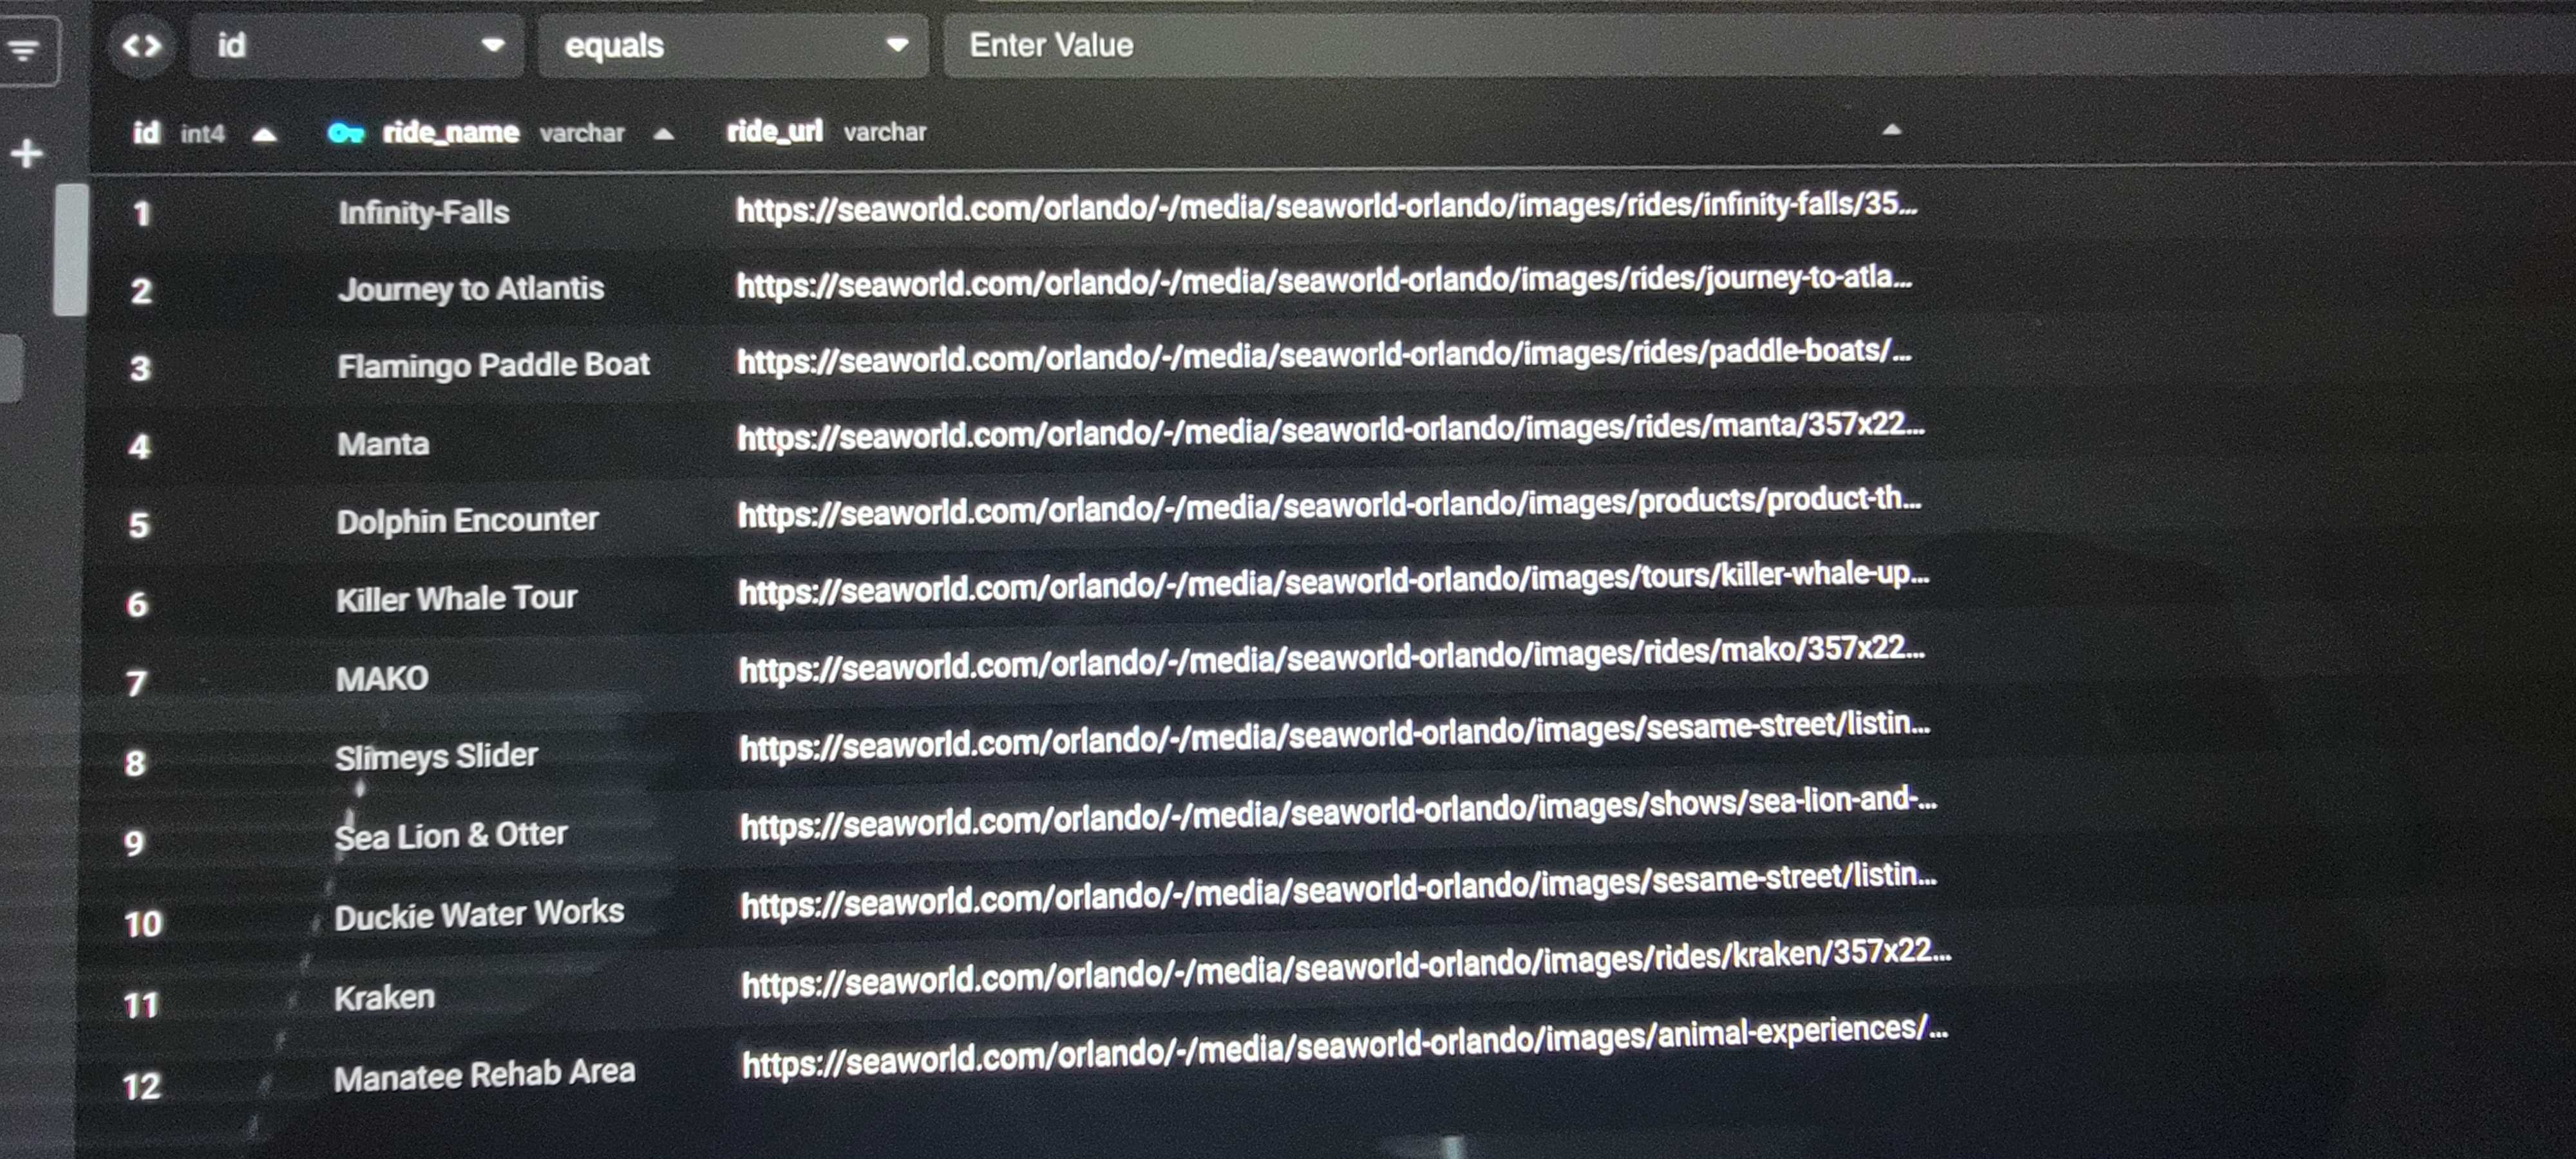 id equals Enter Value
id int4 ride_name varchar ride_url varchar
1 Infinity-Falls https://seaworld.com/orlando/-/media/seaworld-orlando/images/rides/infinity-falls/35...
2 Journey to Atlantis https://seaworld.com/orlando/-/media/seaworld-orlando/images/rides/journey-to-atla...
3 Flamingo Paddle Boat https://seaworld.com/orlando/-/media/seaworld-orlando/images/rides/paddle-boats/...
4 Manta https://seaworld.com/orlando/-/media/seaworld-orlando/images/rides/manta/357x22...
5 Dolphin Encounter https://seaworld.com/orlando/-/media/seaworld-orlando/images/products/product-th...
6 Killer Whale Tour https://seaworld.com/orlando/-/media/seaworld-orlando/images/tours/killer-whale-up...
7 MAKO https://seaworld.com/orlando/-/media/seaworld-orlando/images/rides/mako/357x22...
8 Slimeys Slider https://seaworld.com/orlando/-/media/seaworld-orlando/images/sesame-street/listin...
9 Sea Lion & Otter https://seaworld.com/orlando/-/media/seaworld-orlando/images/shows/sea-lion-and-...
10 Duckie Water Works https://seaworld.com/orlando/-/media/seaworld-orlando/images/sesame-street/listin...
11 Kraken https://seaworld.com/orlando/-/media/seaworld-orlando/images/rides/kraken/357x22...
12 Manatee Rehab Area https://seaworld.com/orlando/-/media/seaworld-orlando/images/animal-experiences/...